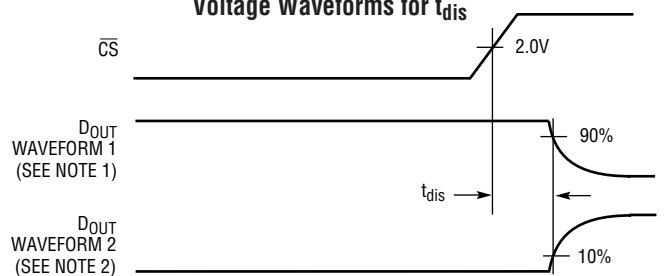 Voltage Waveforms for tdis
CS
2.0V
DOUT
WAVEFORM 1
(SEE NOTE 1)
90%
tdis
DOUT
WAVEFORM 2
(SEE NOTE 2)
10%